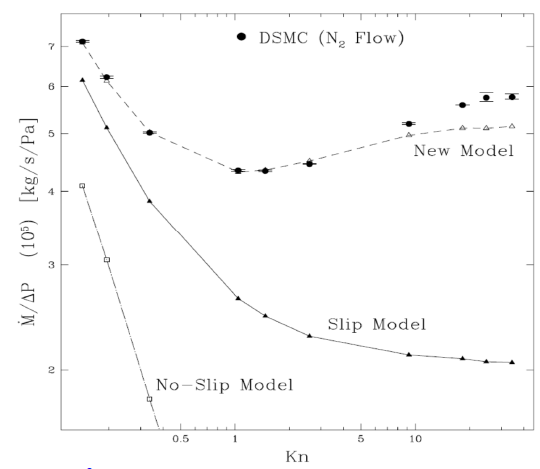 DSMC (N₂ Flow)
7
6
5
4
3
2
Ṁ/ΔP (10⁵) [kg/s/Pa]
New Model
Slip Model
No-Slip Model
0.5 1 5 10
Kn